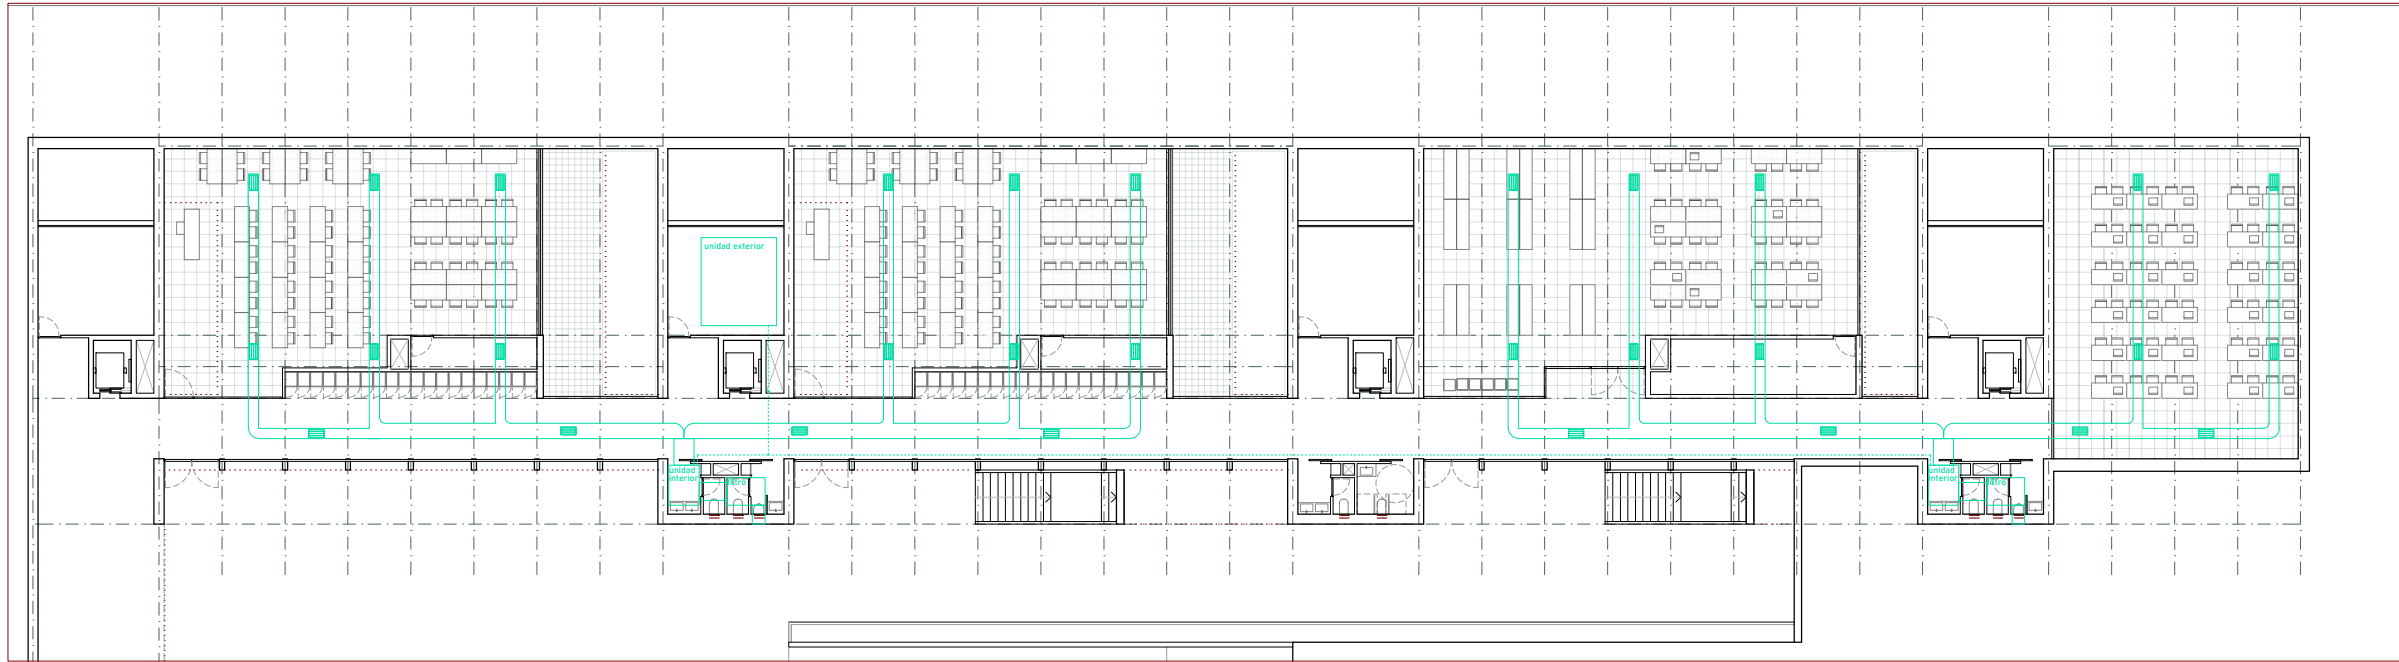 unidad exterior
unidad
interior
filtro
unidad
interior
filtro